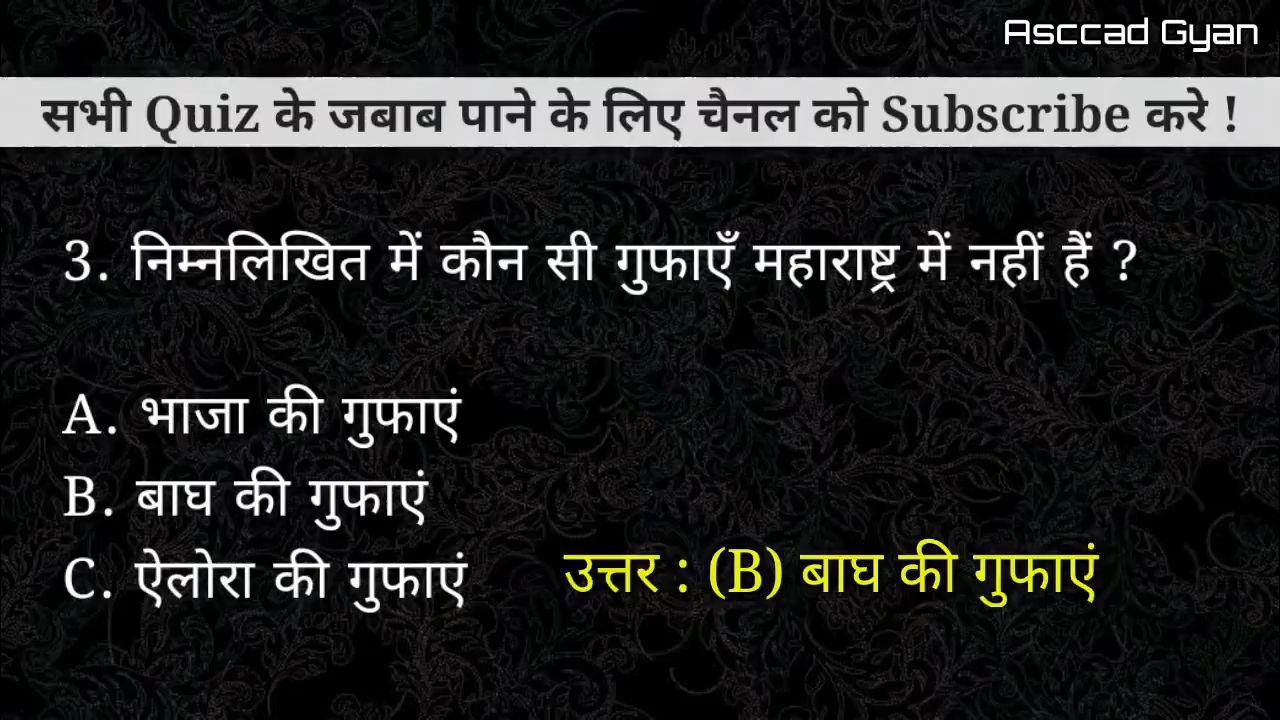 Asccad Gyan
सभी Quiz के जबाब पाने के लिए चैनल को Subscribe करे !
3. निम्नलिखित में कौन सी गुफाएँ महाराष्ट्र में नहीं हैं ?
A. भाजा की गुफाएं
B. बाघ की गुफाएं
C. ऐलोरा की गुफाएं
उत्तर : (B) बाघ की गुफाएं